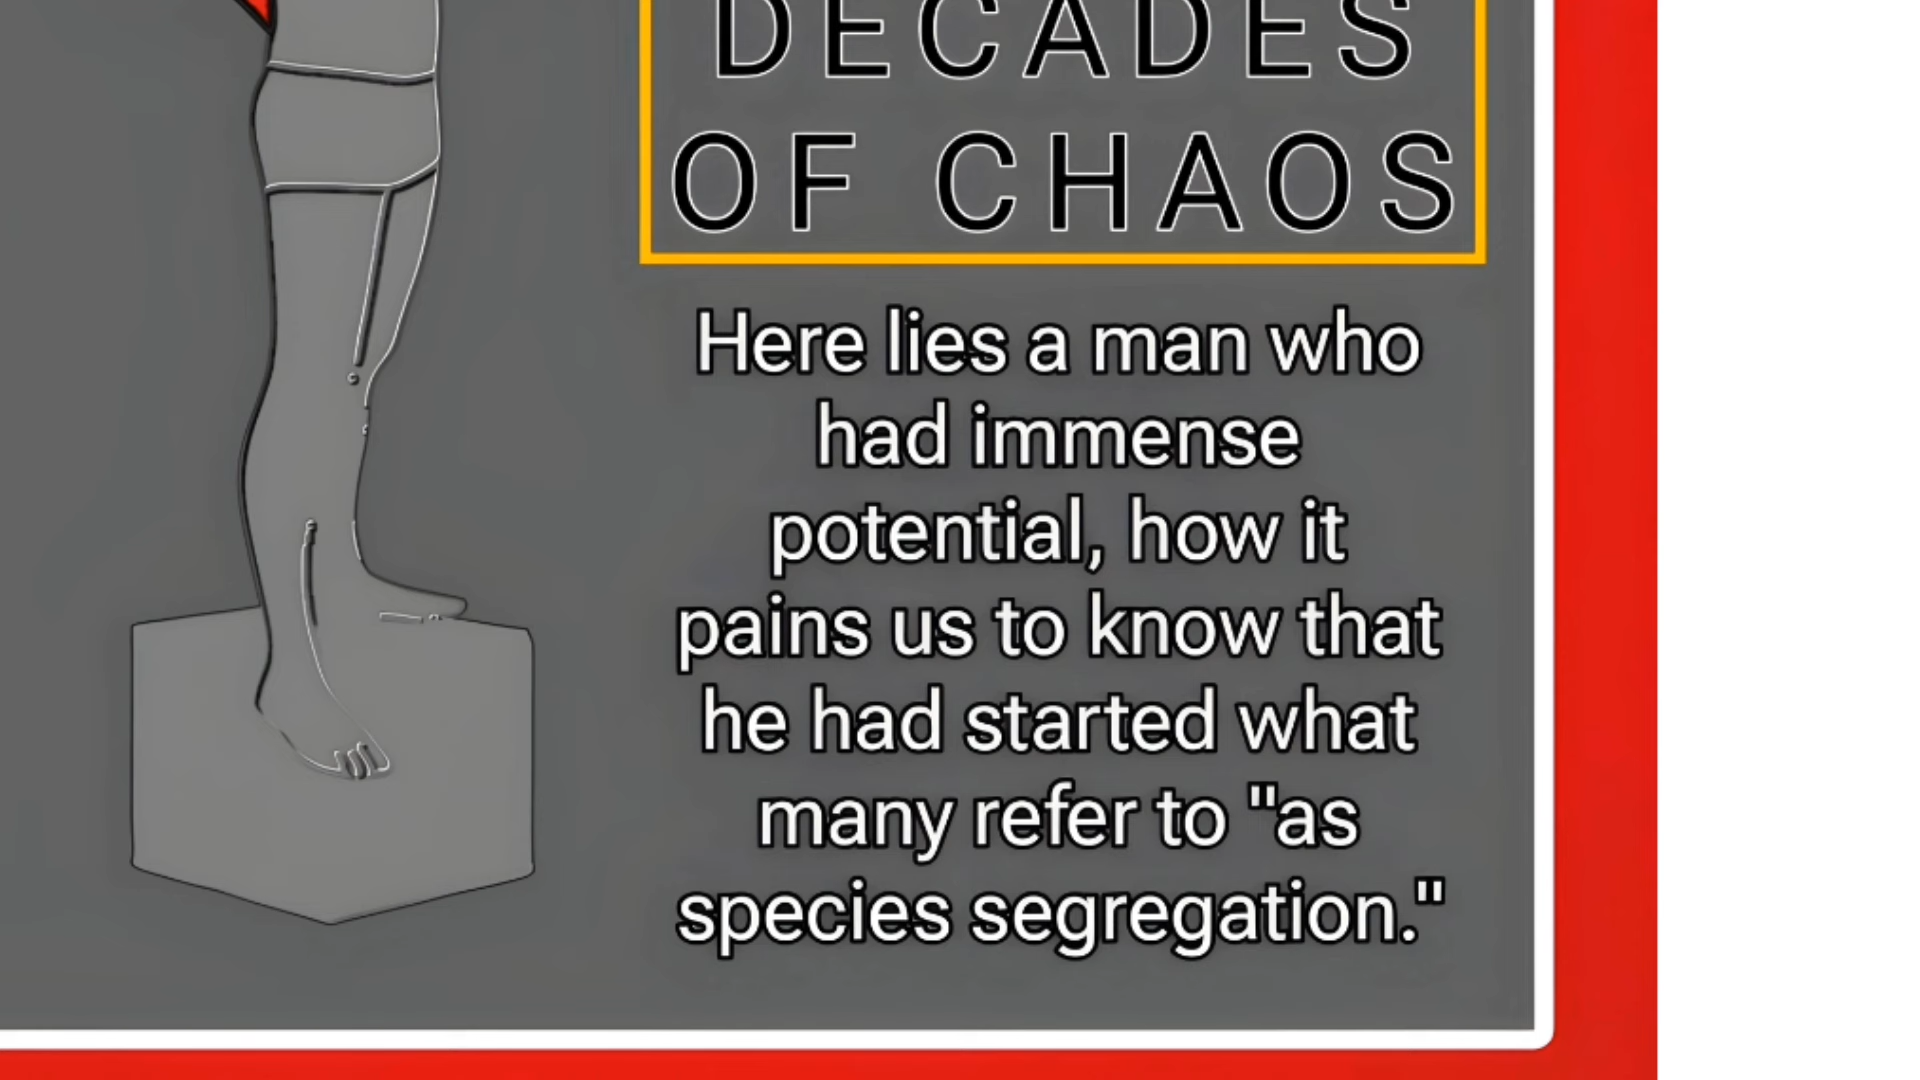 DECADES
OF CHAOS
Here lies a man who
had immense
potential, how it
pains us to know that
he had started what
many refer to "as
species segregation."